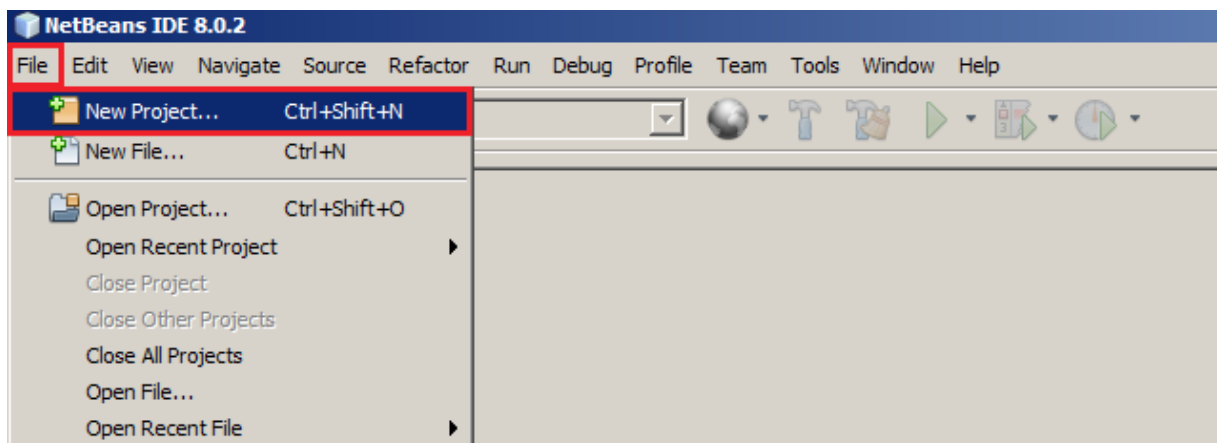 NetBeans IDE 8.0.2
File Edit View Navigate Source Refactor Run Debug Profile Team Tools Window Help
New Project... Ctrl+Shift+N
New File... Ctrl+N
Open Project... Ctrl+Shift+O
Open Recent Project
Close Project
Close Other Projects
Close All Projects
Open File...
Open Recent File